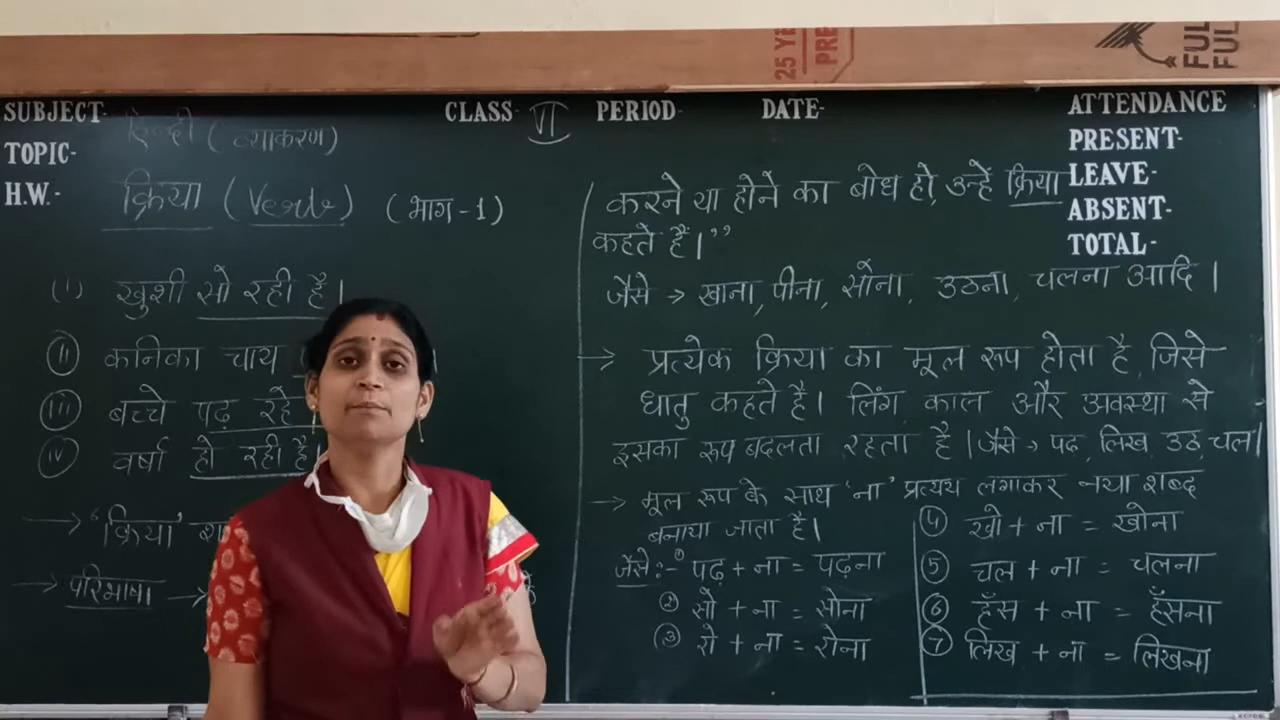 25 YE
PRE
FUL
FUL
SUBJECT- हिन्दी (व्याकरण)
CLASS- VI
PERIOD-
DATE-
ATTENDANCE
PRESENT-
LEAVE-
ABSENT-
TOTAL-
TOPIC-
H.W.- क्रिया (Verb) (भाग-1)
(i) खुशी सो रही है।
(ii) कनिका चाय
(iii) बच्चे पढ़ रहे
(iv) वर्षा हो रही है।
→ 'क्रिया'
→ परिभाषा →
करने या होने का बोध हो, उन्हें क्रिया
कहते हैं।”
जैसे → खाना, पीना, सोना, उठना, चलना आदि।
→ प्रत्येक क्रिया का मूल रूप होता है, जिसे
धातु कहते है। लिंग काल और अवस्था से
इसका रूप बदलता रहता है। जैसे → पढ, लिख, उठ, चल।
→ मूल रूप के साथ 'ना' प्रत्यय लगाकर नया शब्द
बनाया जाता है।
जैसे :- ① पढ़ + ना = पढ़ना
② सो + ना = सोना
③ रो + ना = रोना
④ खो + ना = खोना
⑤ चल + ना = चलना
⑥ हँस + ना = हँसना
⑦ लिख + ना = लिखना